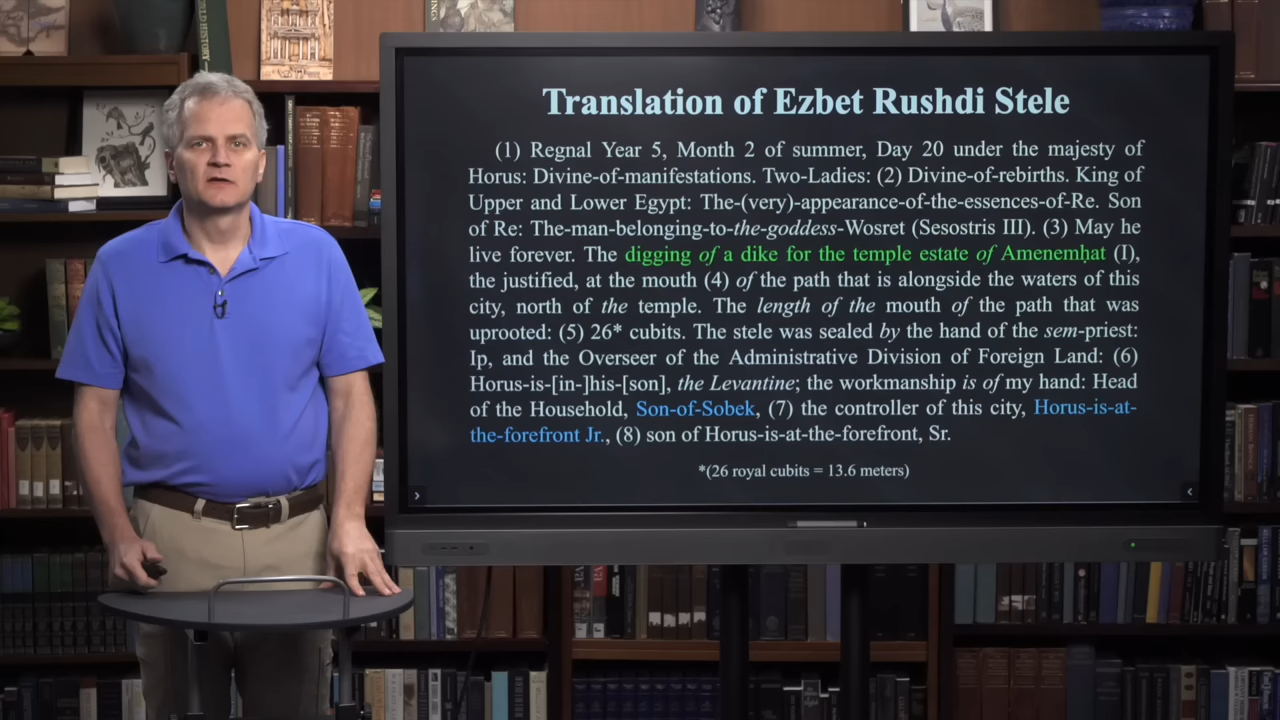 Translation of Ezbet Rushdi Stele
(1) Regnal Year 5, Month 2 of summer, Day 20 under the majesty of
Horus: Divine-of-manifestations. Two-Ladies: (2) Divine-of-rebirths. King of
Upper and Lower Egypt: The-(very)-appearance-of-the-essences-of-Re. Son
of Re: The-man-belonging-to-the-goddess-Wosret (Sesostris III). (3) May he
live forever. The digging of a dike for the temple estate of Amenemḥat (I),
the justified, at the mouth (4) of the path that is alongside the waters of this
city, north of the temple. The length of the mouth of the path that was
uprooted: (5) 26* cubits. The stele was sealed by the hand of the sem-priest:
Ip, and the Overseer of the Administrative Division of Foreign Land: (6)
Horus-is-[in-]his-[son], the Levantine; the workmanship is of my hand: Head
of the Household, Son-of-Sobek, (7) the controller of this city, Horus-is-at-
the-forefront Jr., (8) son of Horus-is-at-the-forefront, Sr.
*(26 royal cubits = 13.6 meters)